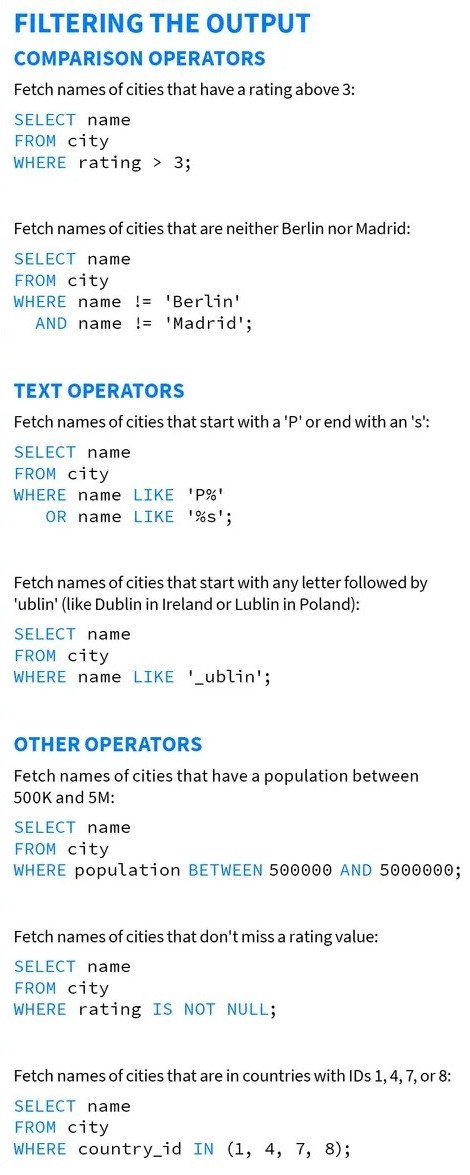 FILTERING THE OUTPUT
COMPARISON OPERATORS
Fetch names of cities that have a rating above 3:
SELECT name
FROM city
WHERE rating > 3;
Fetch names of cities that are neither Berlin nor Madrid:
SELECT name
FROM city
WHERE name != 'Berlin'
  AND name != 'Madrid';
TEXT OPERATORS
Fetch names of cities that start with a 'P' or end with an 's':
SELECT name
FROM city
WHERE name LIKE 'P%'
   OR name LIKE '%s';
Fetch names of cities that start with any letter followed by
'ublin' (like Dublin in Ireland or Lublin in Poland):
SELECT name
FROM city
WHERE name LIKE '_ublin';
OTHER OPERATORS
Fetch names of cities that have a population between
500K and 5M:
SELECT name
FROM city
WHERE population BETWEEN 500000 AND 5000000;
Fetch names of cities that don't miss a rating value:
SELECT name
FROM city
WHERE rating IS NOT NULL;
Fetch names of cities that are in countries with IDs 1, 4, 7, or 8:
SELECT name
FROM city
WHERE country_id IN (1, 4, 7, 8);